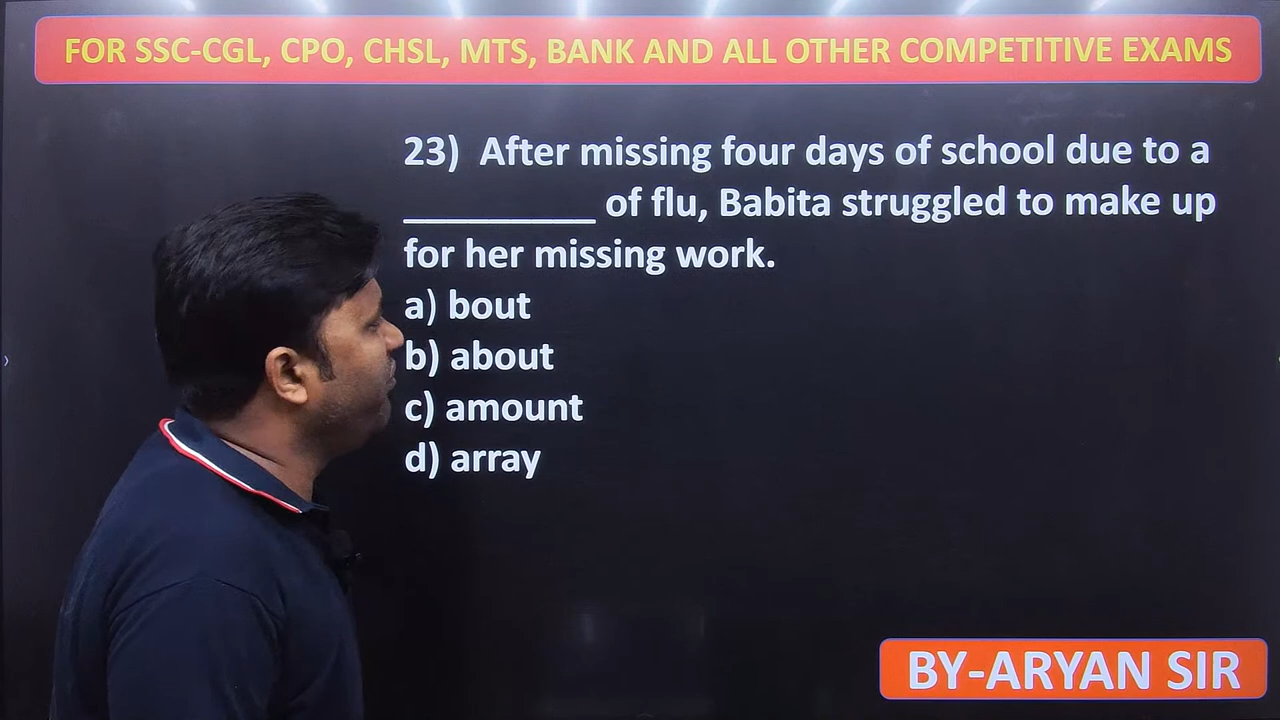 FOR SSC-CGL, CPO, CHSL, MTS, BANK AND ALL OTHER COMPETITIVE EXAMS
23) After missing four days of school due to a
_________ of flu, Babita struggled to make up
for her missing work.
a) bout
b) about
c) amount
d) array
BY-ARYAN SIR